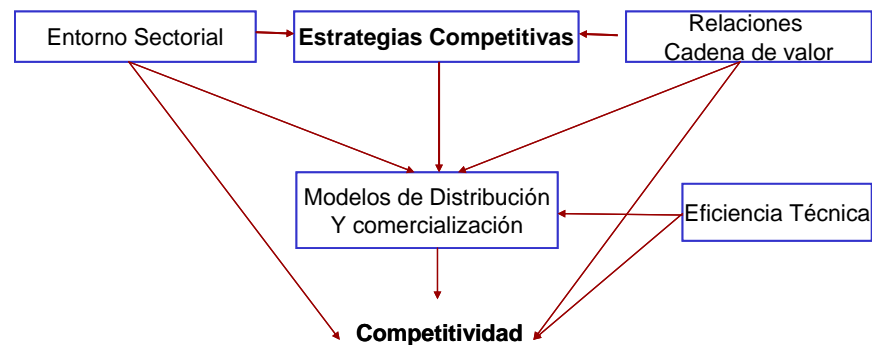 Entorno Sectorial
Estrategias Competitivas
Relaciones
Cadena de valor
Modelos de Distribución
Y comercialización
Eficiencia Técnica
Competitividad